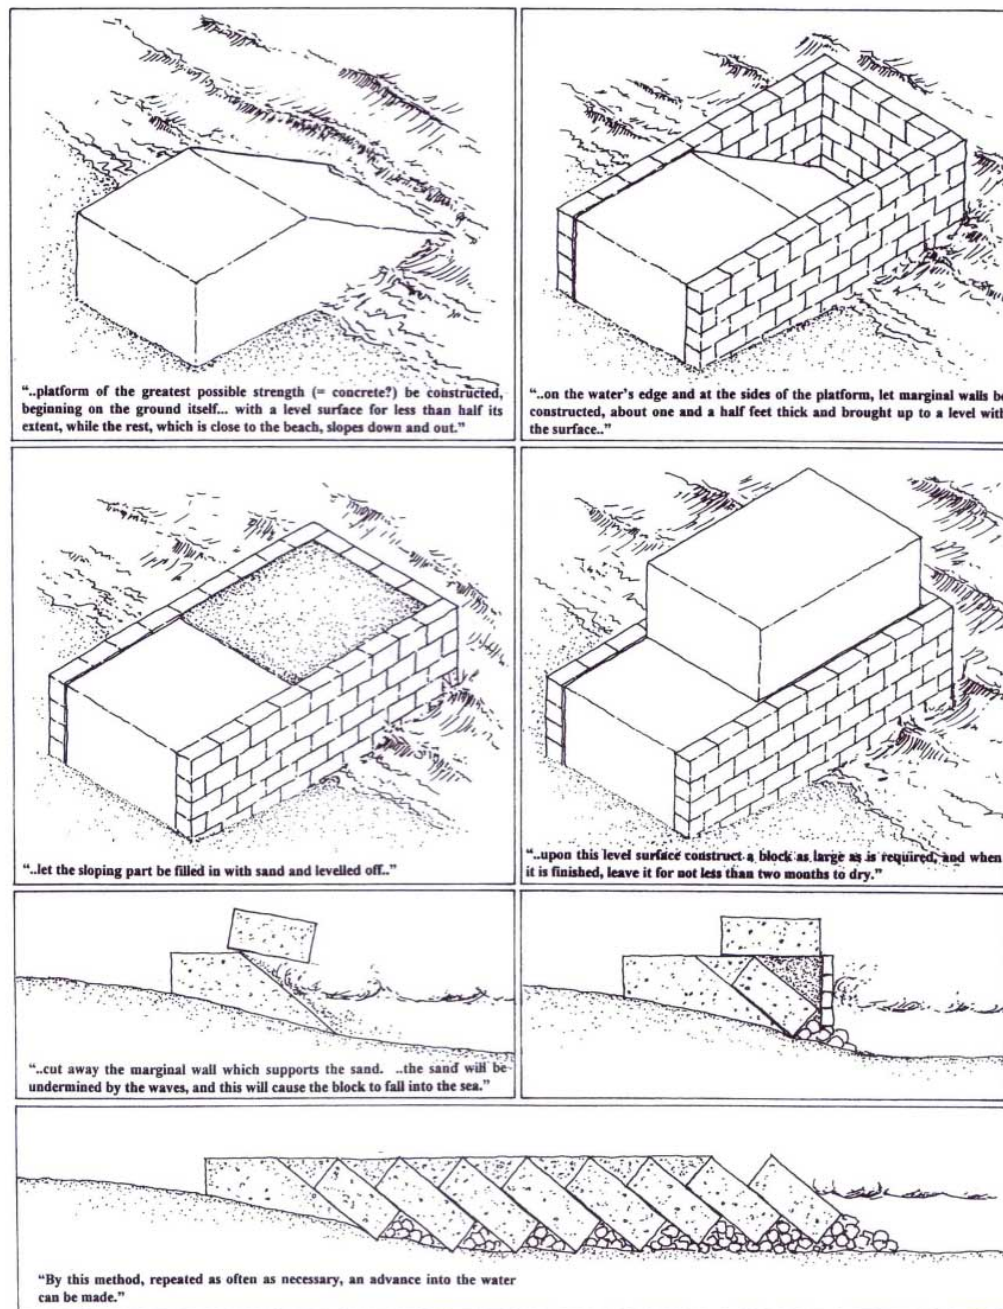 “..platform of the greatest possible strength (= concrete?) be constructed,
beginning on the ground itself... with a level surface for less than half its
extent, while the rest, which is close to the beach, slopes down and out.”
“..on the water's edge and at the sides of the platform, let marginal walls be
constructed, about one and a half feet thick and brought up to a level with
the surface..”
“..let the sloping part be filled in with sand and levelled off..”
“..upon this level surface construct a block as large as is required, and when
it is finished, leave it for not less than two months to dry.”
“..cut away the marginal wall which supports the sand. ..the sand will be
undermined by the waves, and this will cause the block to fall into the sea.”
“By this method, repeated as often as necessary, an advance into the water
can be made.”